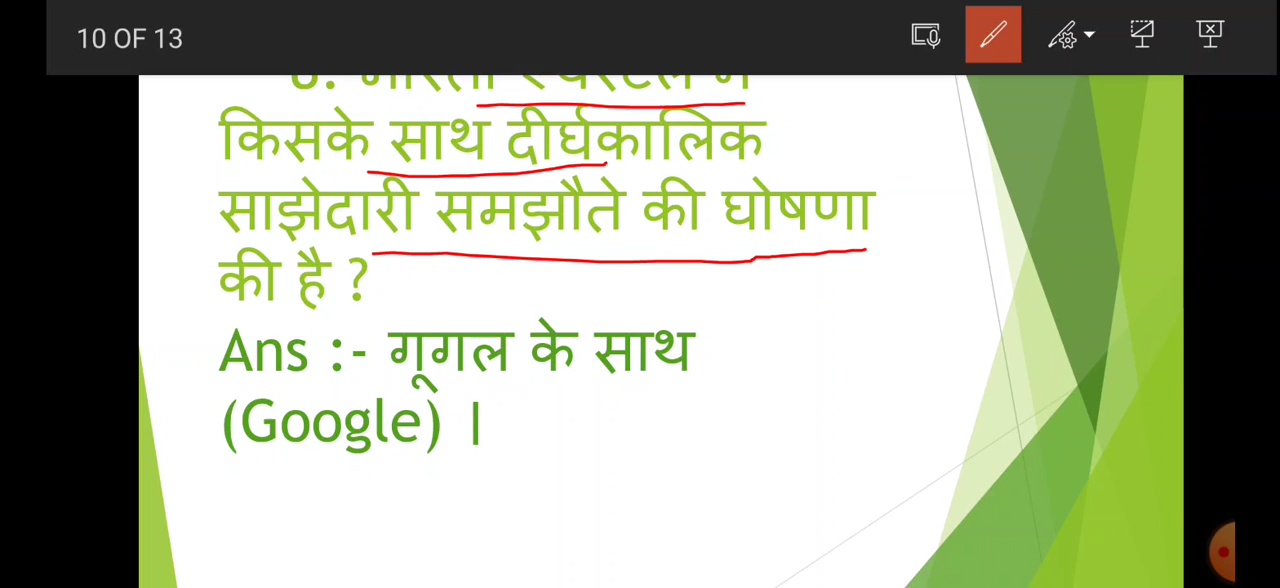 10 OF 13
किसके साथ दीर्घकालिक
साझेदारी समझौते की घोषणा
की है ?
Ans :- गूगल के साथ
(Google) ।